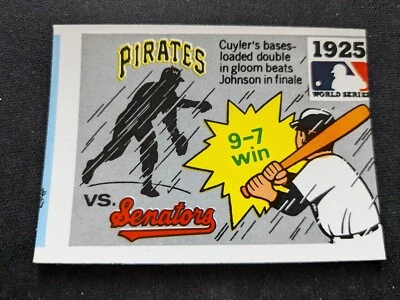 PIRATES
Cuyler's bases-
loaded double
in gloom beats
Johnson in finale
1925
WORLD SERIES
9-7
win
VS.
Senators